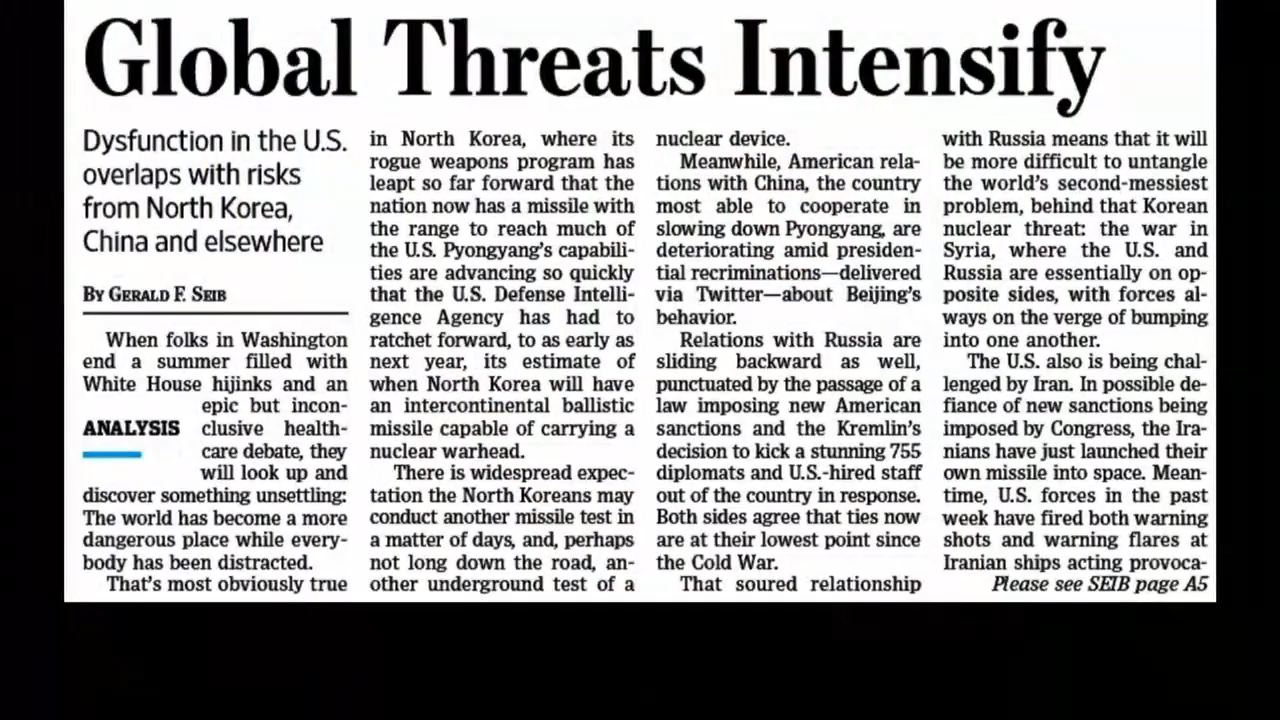 Global Threats Intensify
Dysfunction in the U.S.
overlaps with risks
from North Korea,
China and elsewhere
BY GERALD F. SEIB
When folks in Washington
end a summer filled with
White House hijinks and an
epic but incon-
ANALYSIS
clusive health-
care debate, they
will look up and
discover something unsettling:
The world has become a more
dangerous place while every-
body has been distracted.
That's most obviously true
in North Korea, where its
rogue weapons program has
leapt so far forward that the
nation now has a missile with
the range to reach much of
the U.S. Pyongyang's capabili-
ties are advancing so quickly
that the U.S. Defense Intelli-
gence Agency has had to
ratchet forward, to as early as
next year, its estimate of
when North Korea will have
an intercontinental ballistic
missile capable of carrying a
nuclear warhead.
There is widespread expec-
tation the North Koreans may
conduct another missile test in
a matter of days, and, perhaps
not long down the road, an-
other underground test of a
nuclear device.
Meanwhile, American rela-
tions with China, the country
most able to cooperate in
slowing down Pyongyang, are
deteriorating amid presiden-
tial recriminations—delivered
via Twitter—about Beijing's
behavior.
Relations with Russia are
sliding backward as well,
punctuated by the passage of a
law imposing new American
sanctions and the Kremlin's
decision to kick a stunning 755
diplomats and U.S.-hired staff
out of the country in response.
Both sides agree that ties now
are at their lowest point since
the Cold War.
That soured relationship
with Russia means that it will
be more difficult to untangle
the world's second-messiest
problem, behind that Korean
nuclear threat: the war in
Syria, where the U.S. and
Russia are essentially on op-
posite sides, with forces al-
ways on the verge of bumping
into one another.
The U.S. also is being chal-
lenged by Iran. In possible de-
fiance of new sanctions being
imposed by Congress, the Ira-
nians have just launched their
own missile into space. Mean-
time, U.S. forces in the past
week have fired both warning
shots and warning flares at
Iranian ships acting provoca-
Please see SEIB page A5